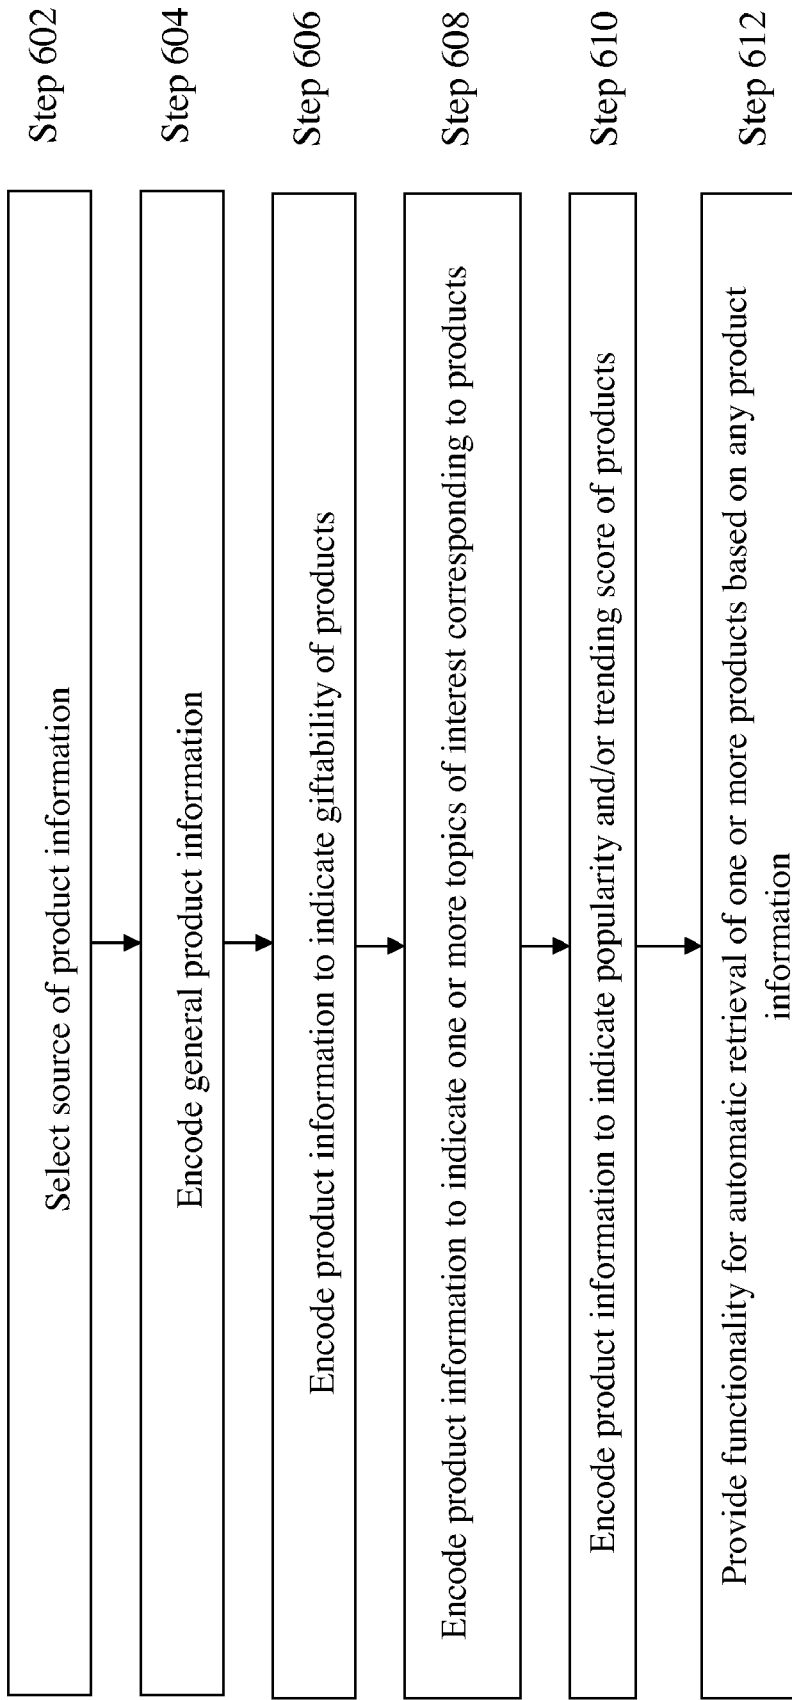 Select source of product information
Step 602
Encode general product information
Step 604
Encode product information to indicate giftability of products
Step 606
Encode product information to indicate one or more topics of interest corresponding to products
Step 608
Encode product information to indicate popularity and/or trending score of products
Step 610
Provide functionality for automatic retrieval of one or more products based on any product
information
Step 612